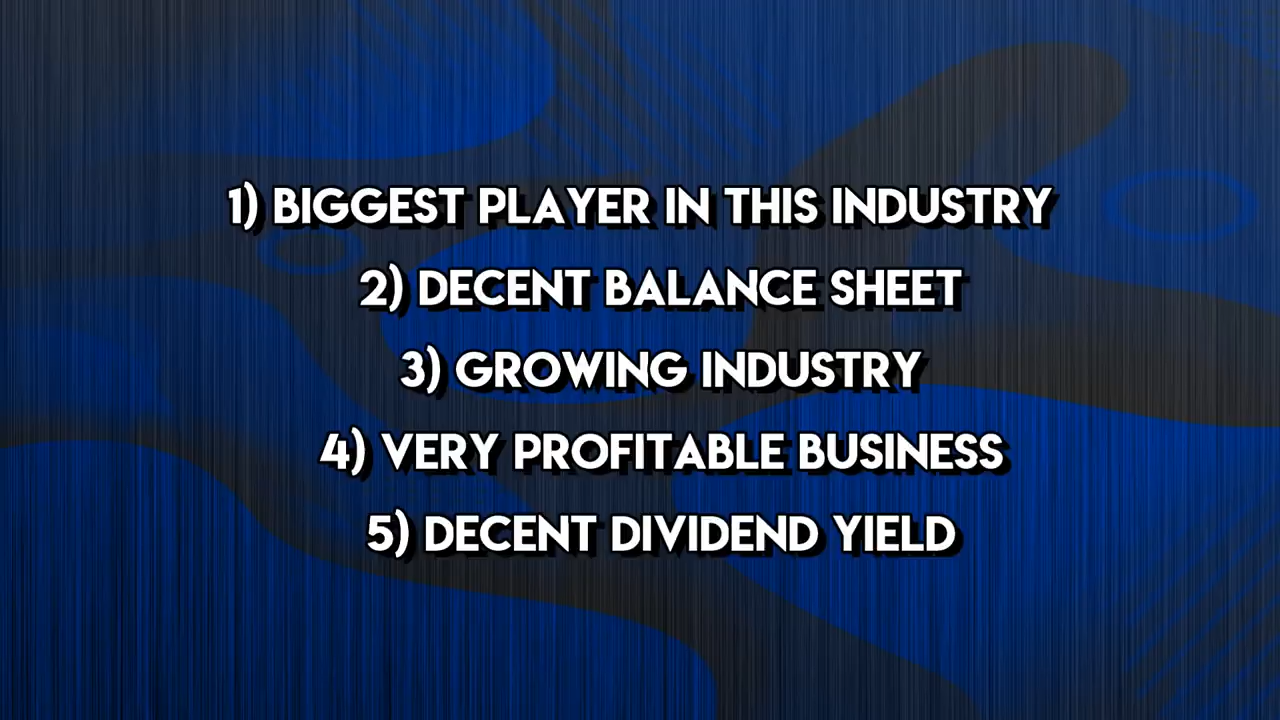 1) BIGGEST PLAYER IN THIS INDUSTRY
2) DECENT BALANCE SHEET
3) GROWING INDUSTRY
4) VERY PROFITABLE BUSINESS
5) DECENT DIVIDEND YIELD